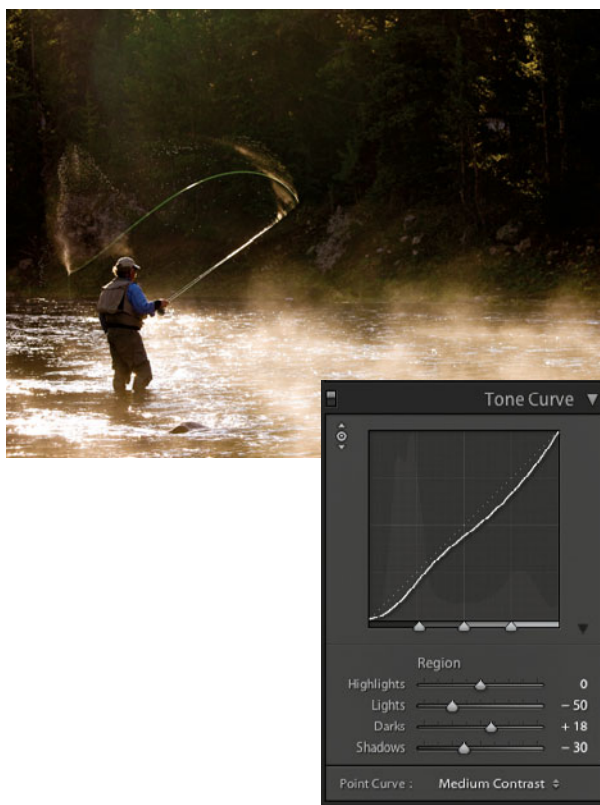 Tone Curve
Region
Highlights 0
Lights – 50
Darks + 18
Shadows – 30
Point Curve : Medium Contrast